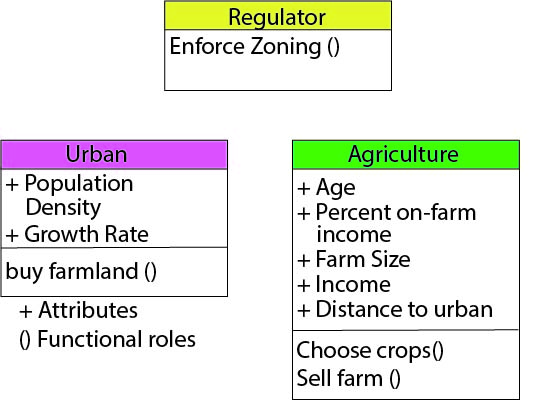 Regulator
Enforce Zoning ()
Urban
+ Population
Density
+ Growth Rate
buy farmland ()
+ Attributes
() Functional roles
Agriculture
+ Age
+ Percent on-farm
income
+ Farm Size
+ Income
+ Distance to urban
Choose crops()
Sell farm ()